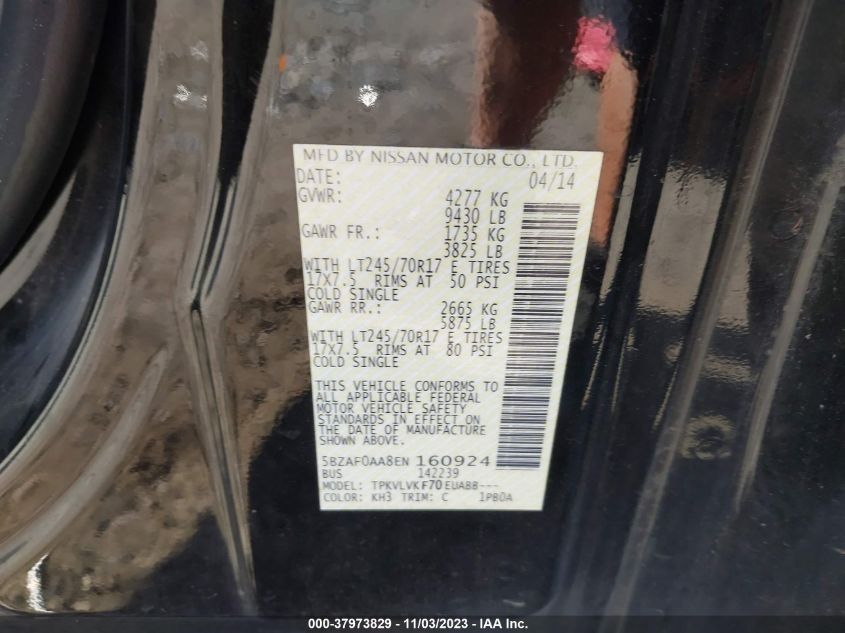 MFD BY NISSAN MOTOR CO., LTD.
DATE: 04/14
GVWR: 4277 KG
9430 LB
GAWR FR.: 1735 KG
3825 LB
WITH LT245/70R17 E TIRES
17X7.5 RIMS AT 50 PSI
COLD SINGLE
GAWR RR.: 2665 KG
5875 LB
WITH LT245/70R17 E TIRES
17X7.5 RIMS AT 80 PSI
COLD SINGLE
THIS VEHICLE CONFORMS TO
ALL APPLICABLE FEDERAL
MOTOR VEHICLE SAFETY
STANDARDS IN EFFECT ON
THE DATE OF MANUFACTURE
SHOWN ABOVE.
5BZAF0AA8EN 160924
BUS 142239
MODEL: TPKVLVKF70EUABB---
COLOR: KH3 TRIM: C 1PBOA
000-37973829 - 11/03/2023 - IAA Inc.